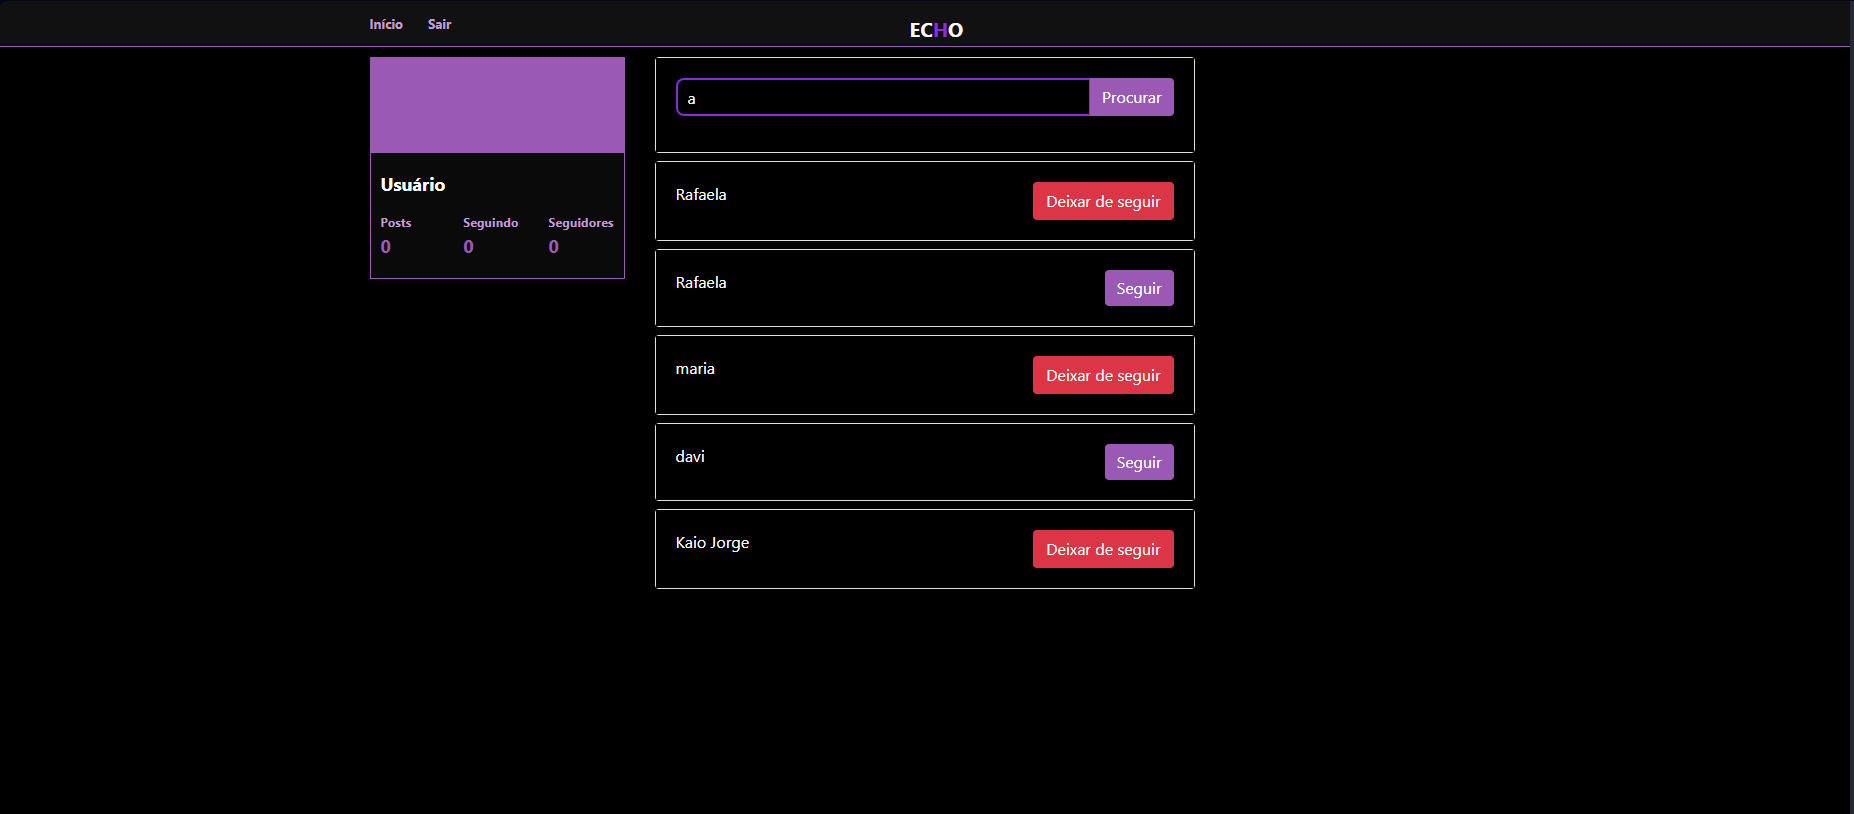 Início Sair ECHO
a Procurar
Usuário
Posts Seguindo Seguidores
0 0 0
Rafaela Deixar de seguir
Rafaela Seguir
maria Deixar de seguir
davi Seguir
Kaio Jorge Deixar de seguir